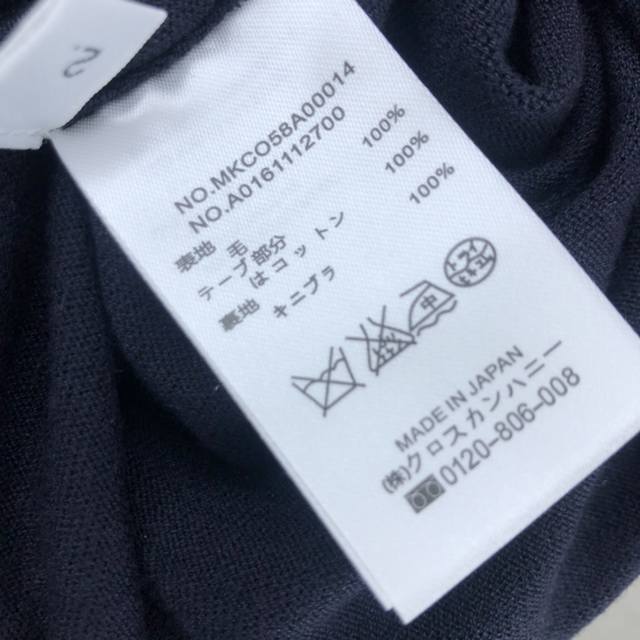 2
NO.MKCO58A00014
NO.A0161112700
表地 毛 100%
テープ部分
はコットン 100%
裏地 キュプラ 100%
中
MADE IN JAPAN
(株)クロスカンパニー
0120-806-008